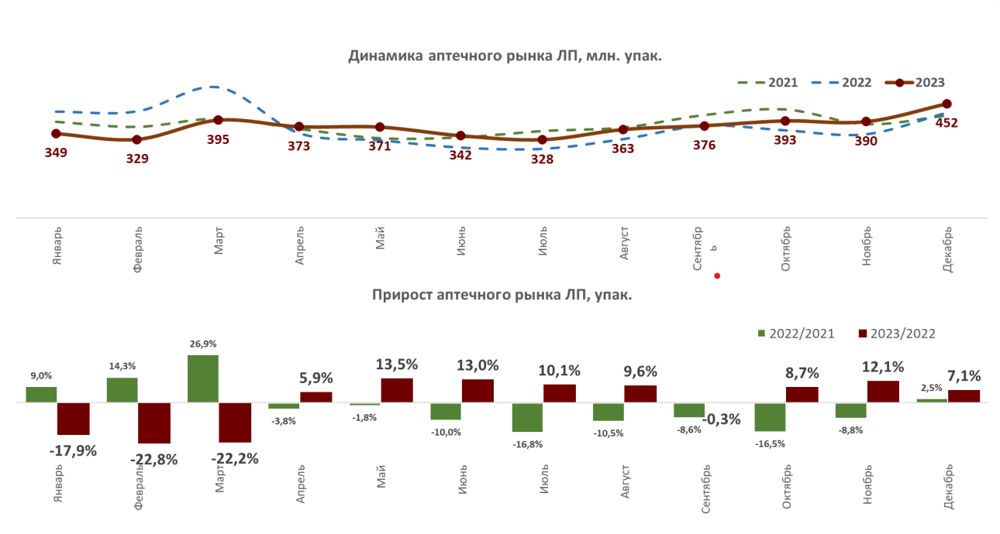 Динамика аптечного рынка ЛП, млн. упак.
2021 2022 2023
349 329 395 373 371 342 328 363 376 393 390 452
Январь Февраль Март Апрель Май Июнь Июль Август Сентябр Октябрь Ноябрь Декабрь
ь
Прирост аптечного рынка ЛП, упак.
2022/2021 2023/2022
9,0% 14,3% 26,9% -3,8% -1,8% -10,0% -16,8% -10,5% -8,6% -16,5% -8,8% 2,5%
-17,9% -22,8% -22,2% 5,9% 13,5% 13,0% 10,1% 9,6% -0,3% 8,7% 12,1% 7,1%
Январь Февраль Март Апрель Май Июнь Июль Август Сентябрь Октябрь Ноябрь Декабрь